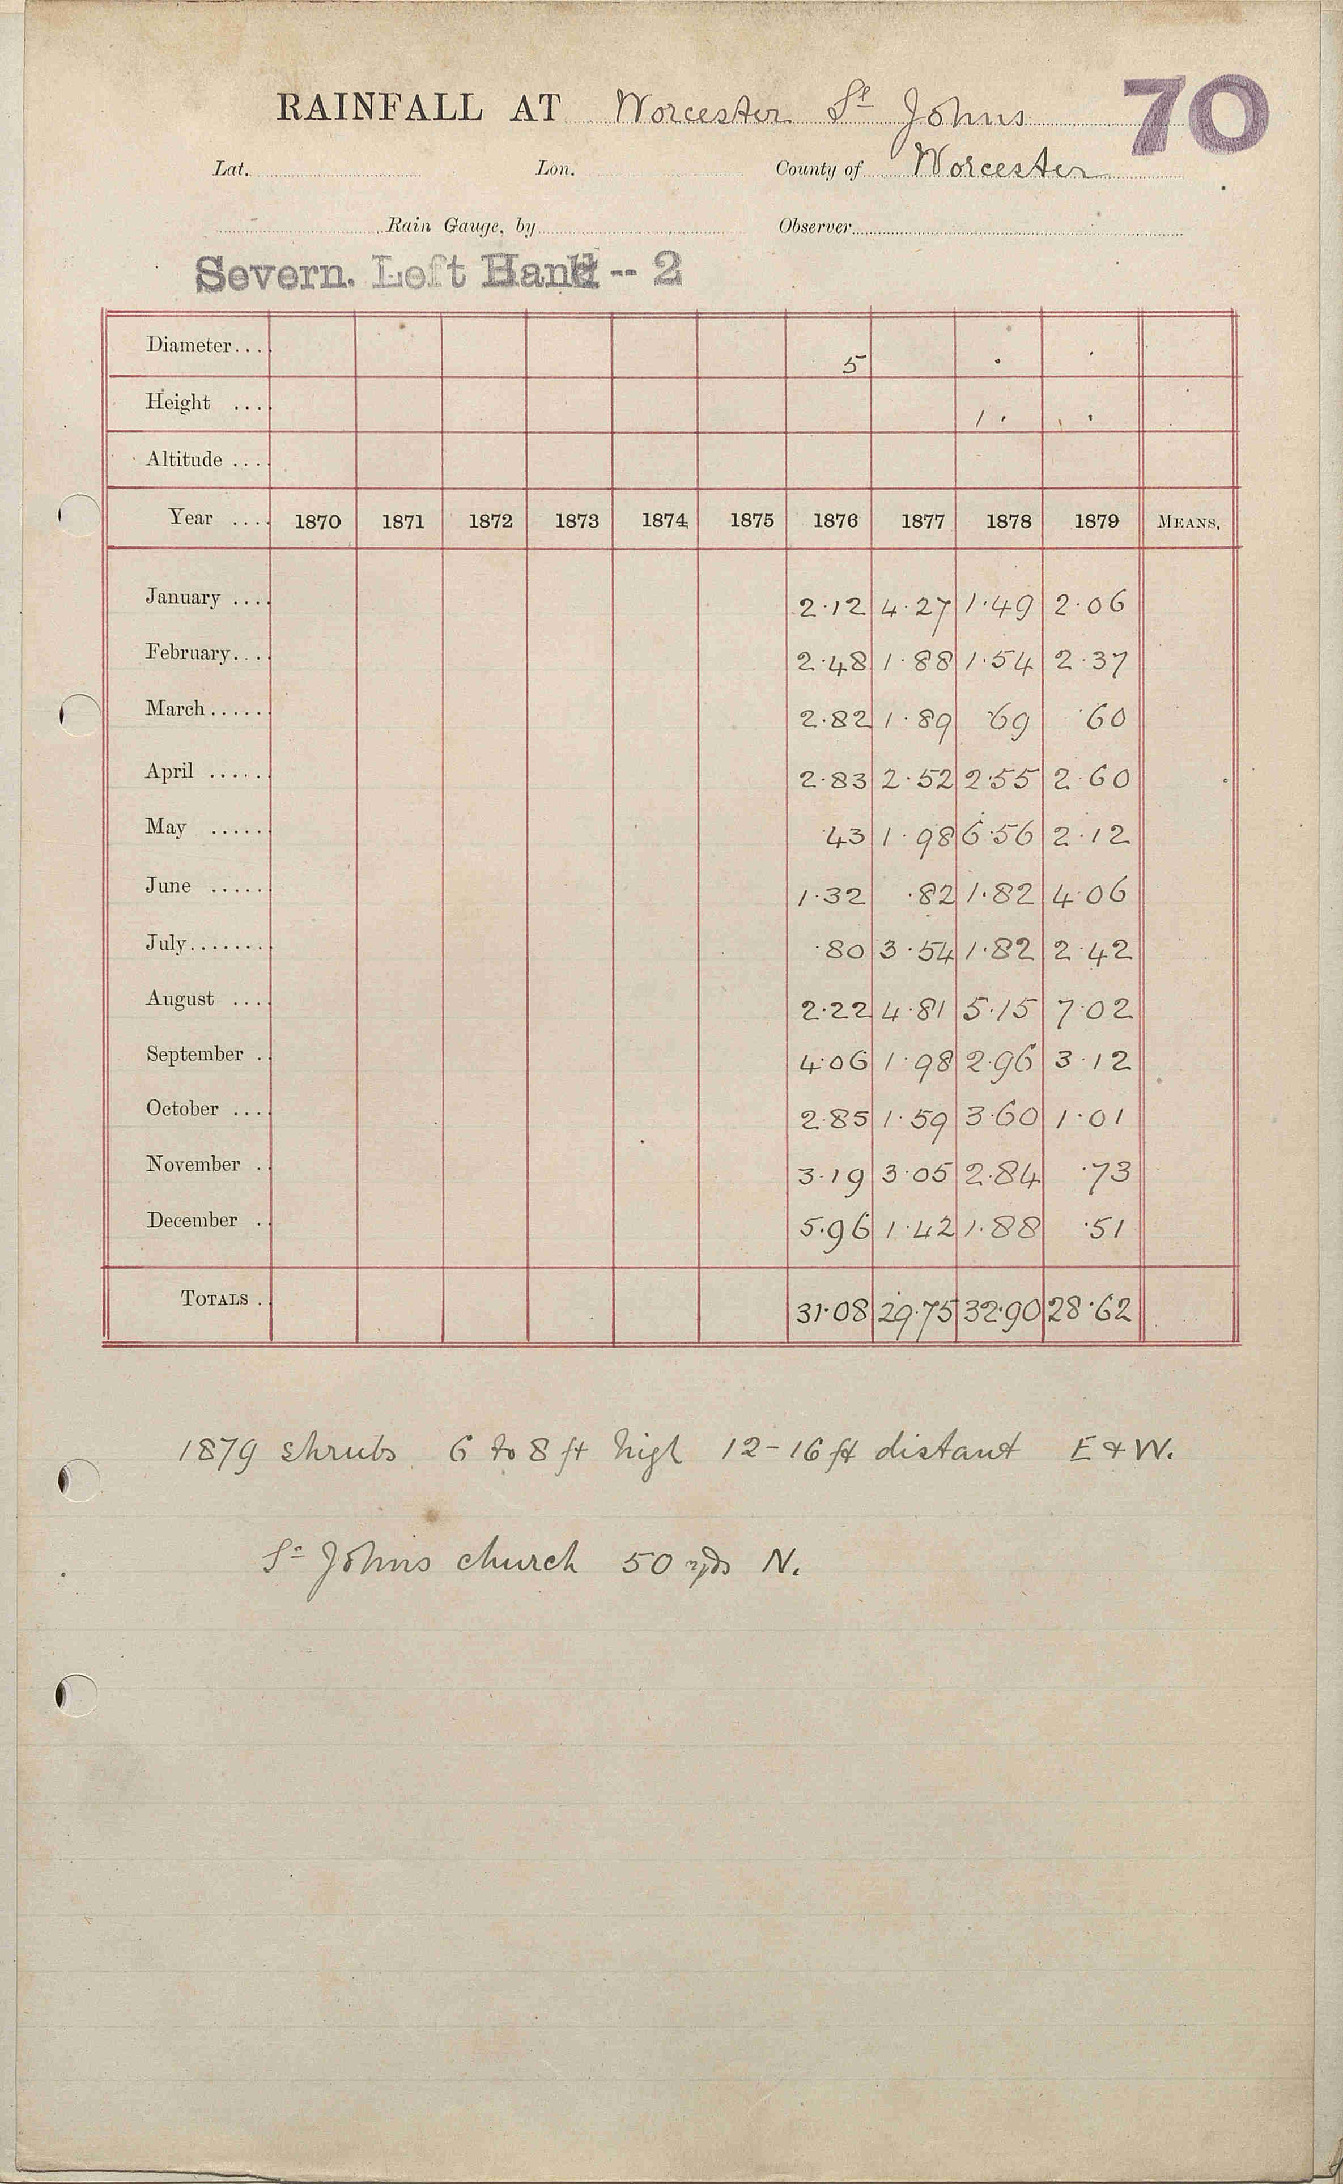 RAINFALL AT Worcester St Johns 70
Lat. Lon. County of Worcester
Rain Gauge, by Observer
Severn. Left Hand -- 2
Diameter... 5
Height .... 1
Altitude ....
Year .... 1870 1871 1872 1873 1874 1875 1876 1877 1878 1879 MEANS.
January .... 2·12 4·27 1·49 2·06
February.... 2·48 1·88 1·54 2·37
March...... 2·82 1·89 ·69 ·60
April ...... 2·83 2·52 2·55 2·60
May ...... ·43 1·98 6·56 2·12
June ...... 1·32 ·82 1·82 4·06
July........ ·80 3·54 1·82 2·42
August .... 2·22 4·81 5·15 7·02
September .. 4·06 1·98 2·96 3·12
October .... 2·85 1·59 3·60 1·01
November .. 3·19 3·05 2·84 ·73
December .. 5·96 1·42 1·88 ·51
TOTALS .. 31·08 29·75 32·90 28·62
1879 shrubs 6 to 8 ft high 12-16 ft distant E & W.
St Johns church 50 yds N.